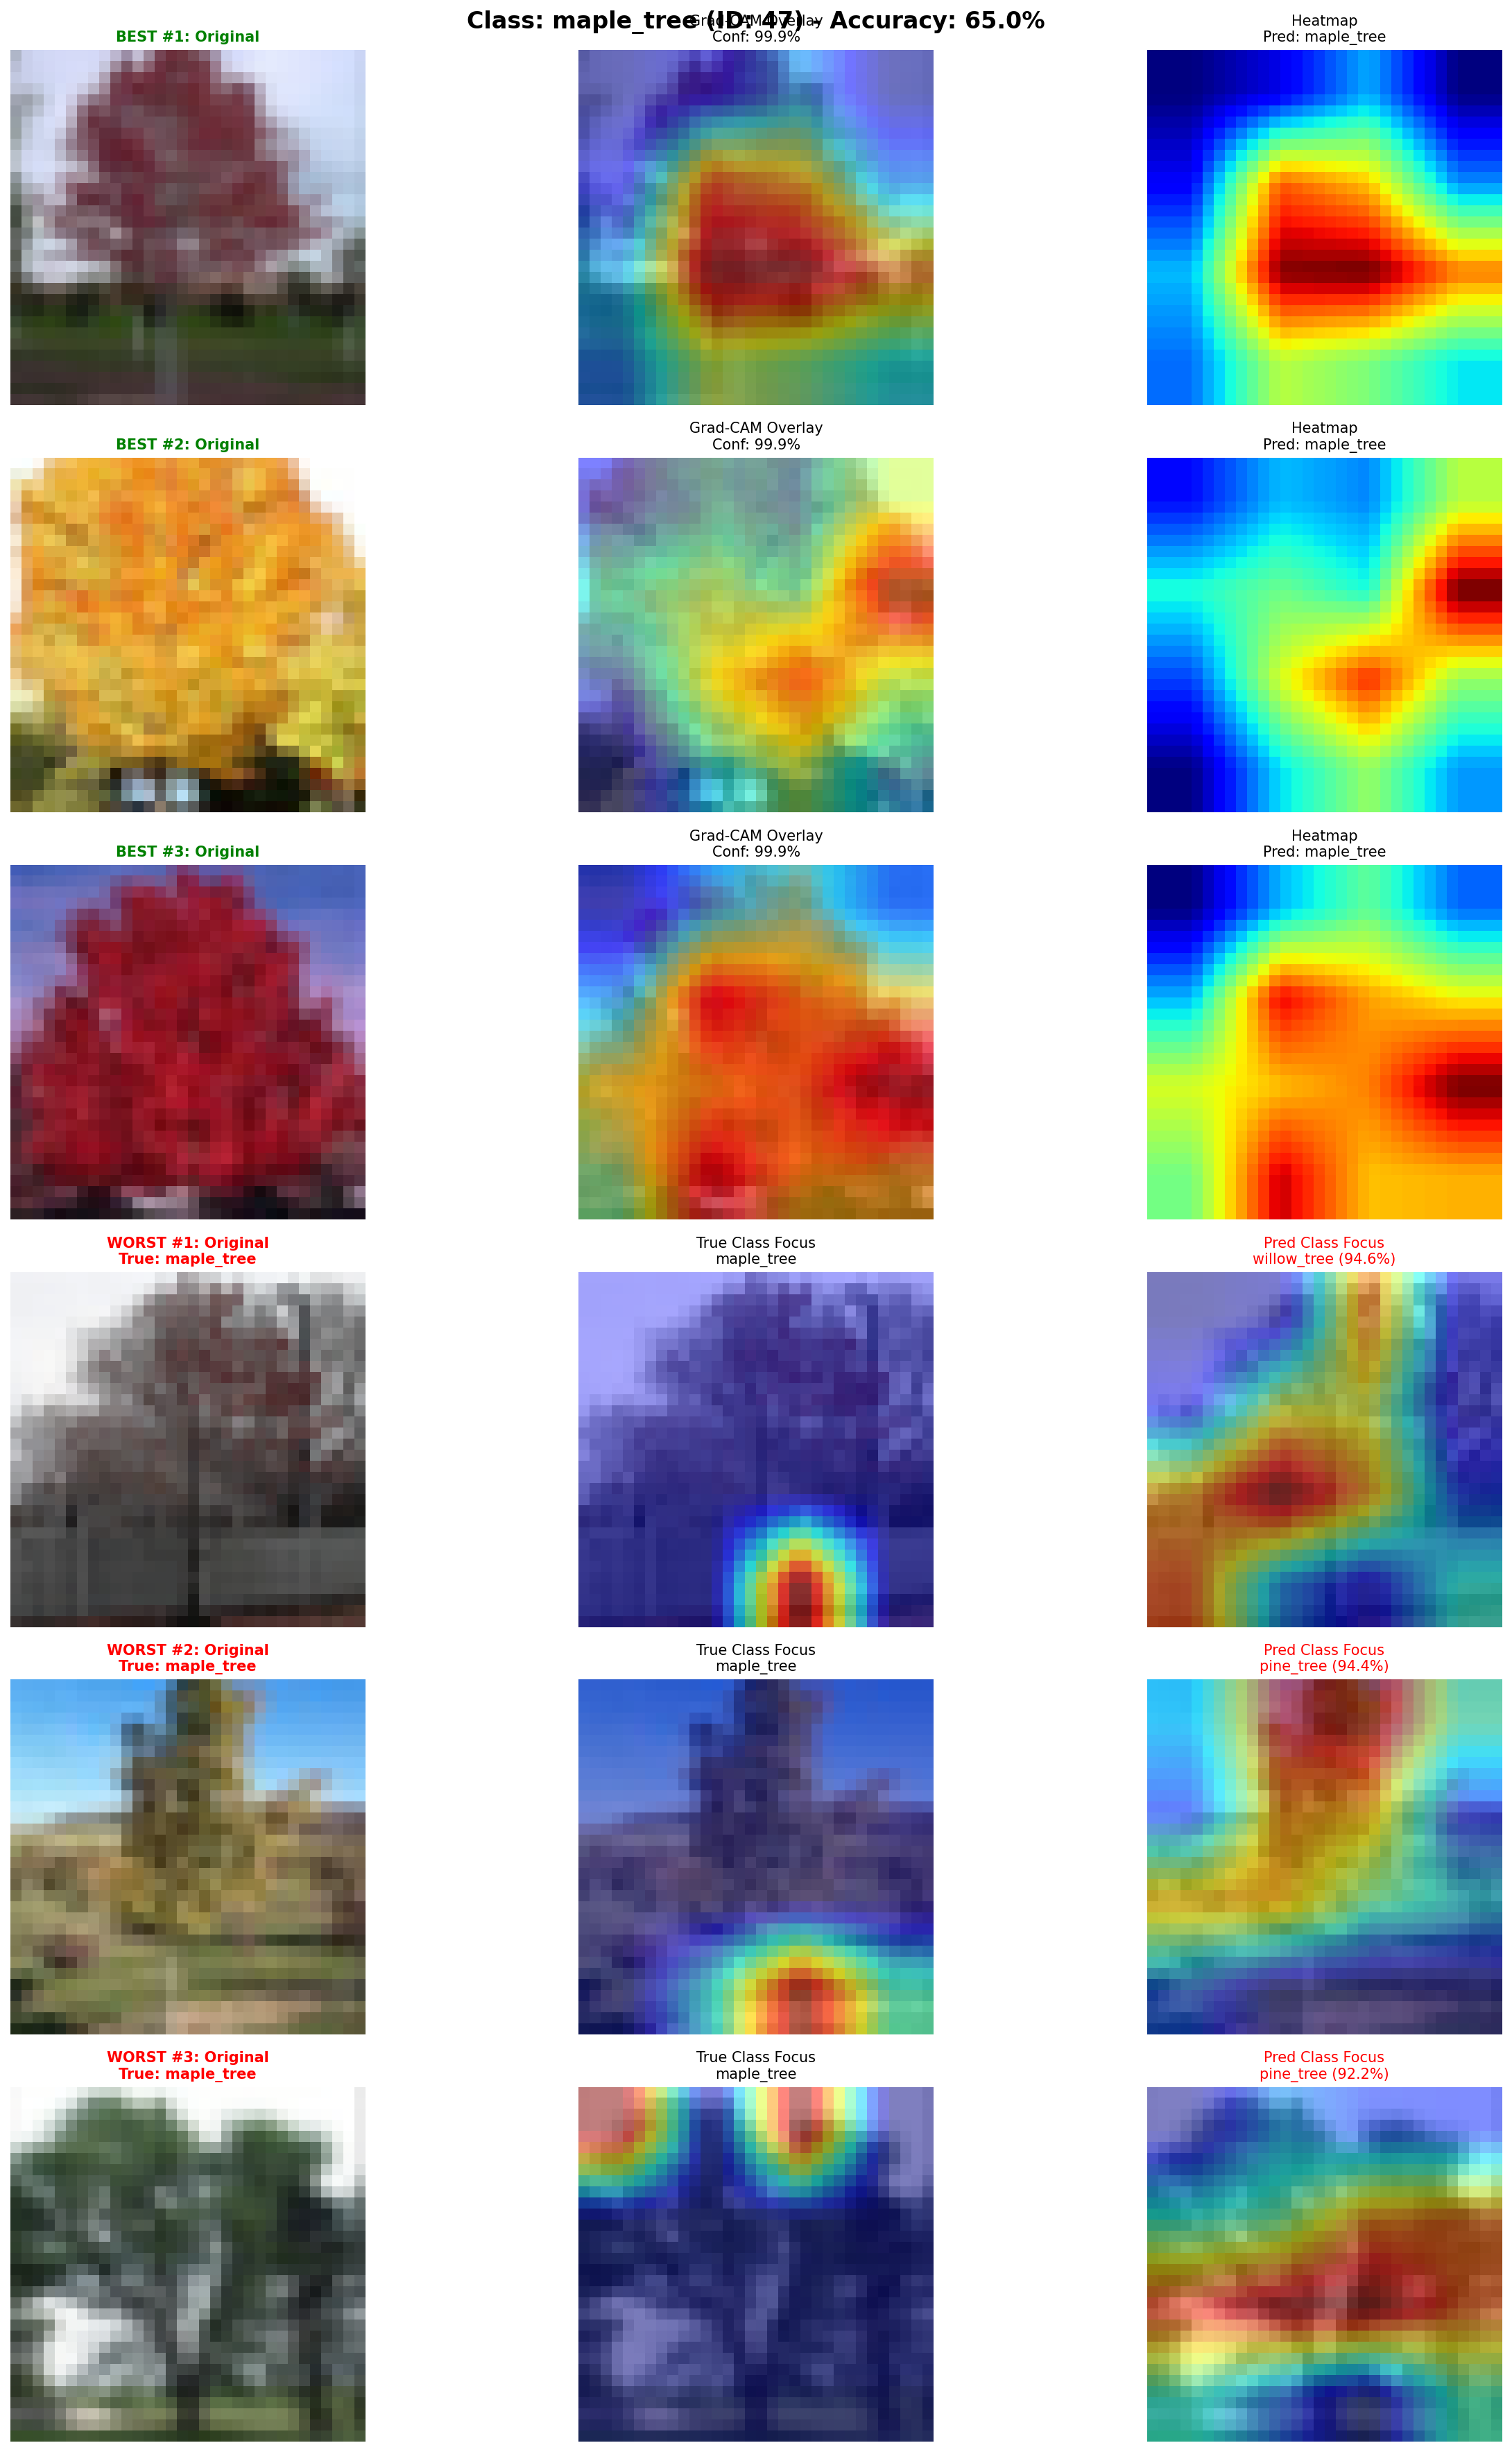 Class: maple_tree (ID: 47) - Accuracy: 65.0%
BEST #1: Original
Grad-CAM Overlay
Conf: 99.9%
Heatmap
Pred: maple_tree
BEST #2: Original
Grad-CAM Overlay
Conf: 99.9%
Heatmap
Pred: maple_tree
BEST #3: Original
Grad-CAM Overlay
Conf: 99.9%
Heatmap
Pred: maple_tree
WORST #1: Original
True: maple_tree
True Class Focus
maple_tree
Pred Class Focus
willow_tree (94.6%)
WORST #2: Original
True: maple_tree
True Class Focus
maple_tree
Pred Class Focus
pine_tree (94.4%)
WORST #3: Original
True: maple_tree
True Class Focus
maple_tree
Pred Class Focus
pine_tree (92.2%)